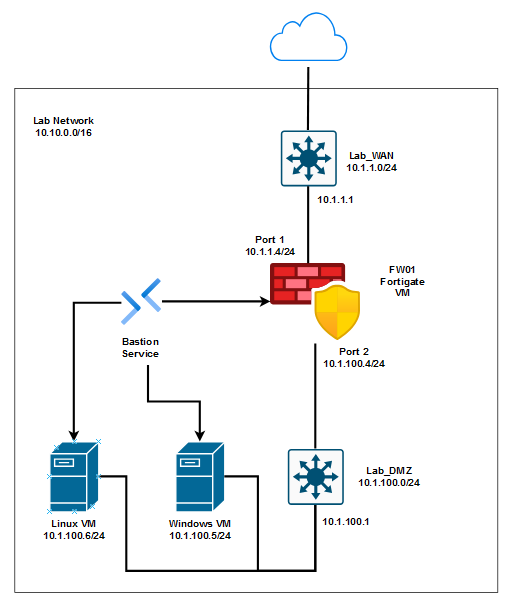 Lab Network
10.10.0.0/16
Lab_WAN
10.1.1.0/24
10.1.1.1
Port 1
10.1.1.4/24
FW01
Fortigate
VM
Bastion
Service
Port 2
10.1.100.4/24
Lab_DMZ
10.1.100.0/24
Linux VM
10.1.100.6/24
Windows VM
10.1.100.5/24
10.1.100.1